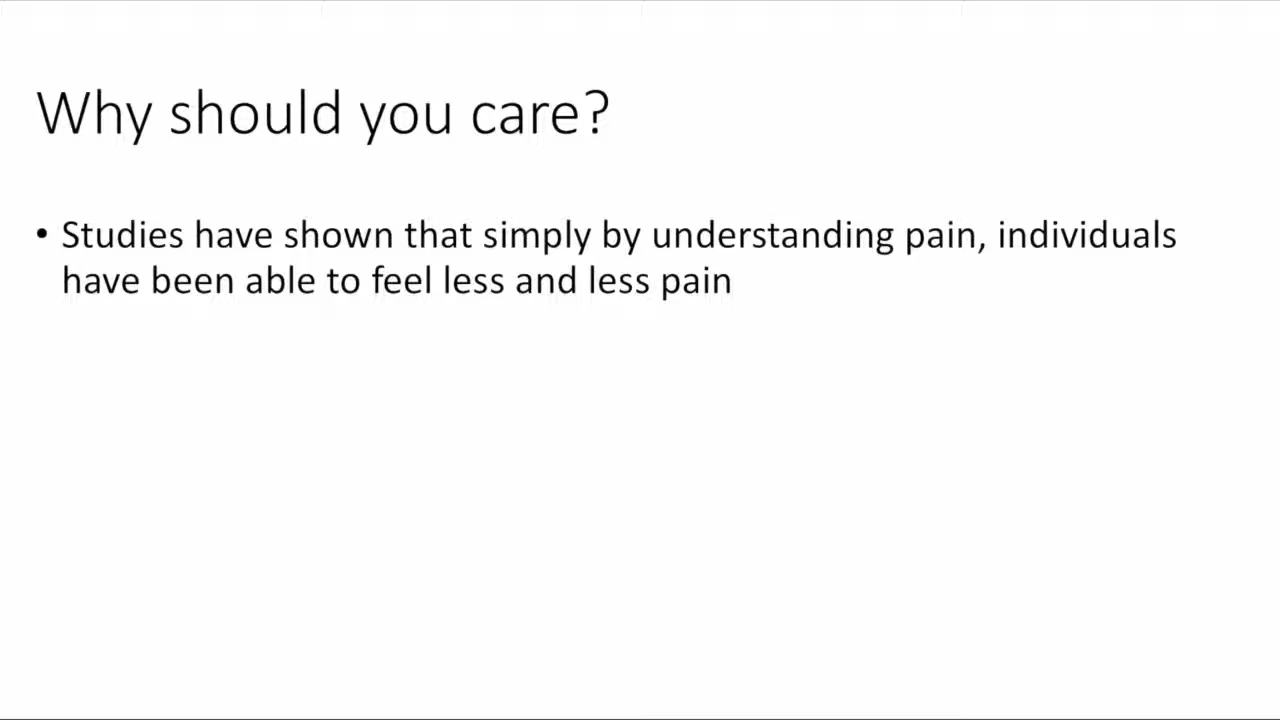 Why should you care?
• Studies have shown that simply by understanding pain, individuals
have been able to feel less and less pain